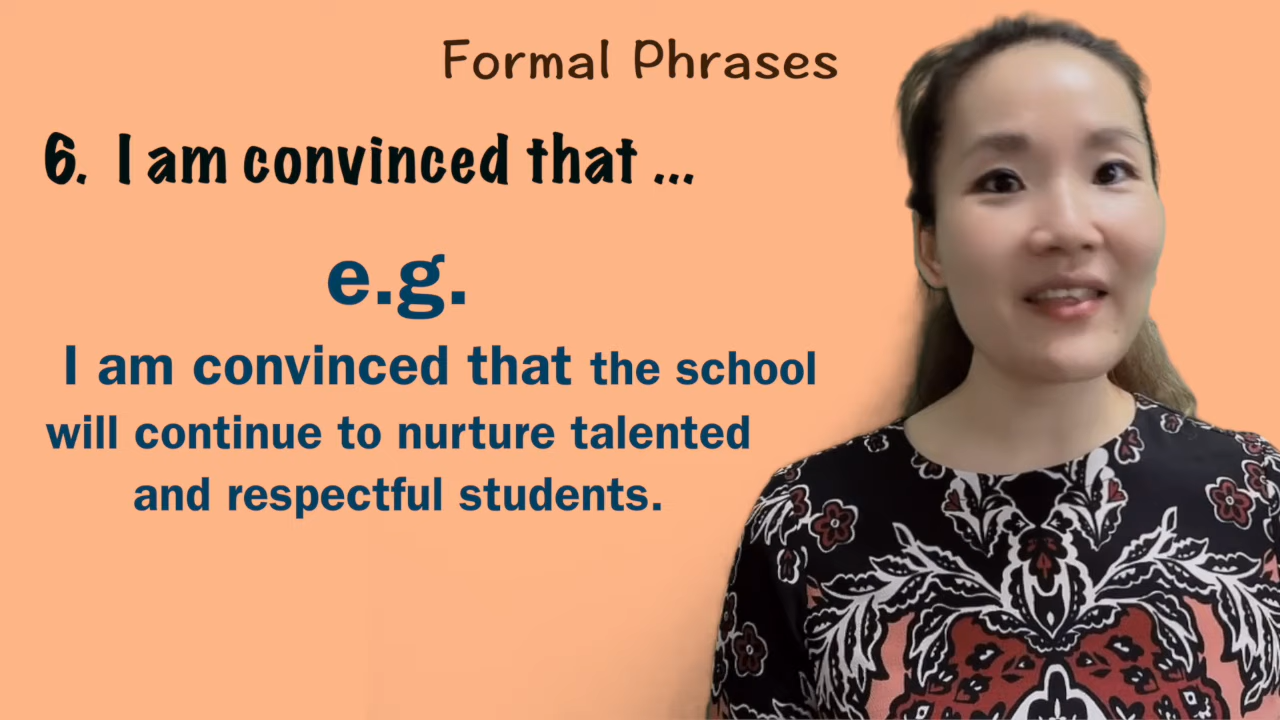 Formal Phrases
6. I am convinced that ...
e.g.
I am convinced that the school
will continue to nurture talented
and respectful students.